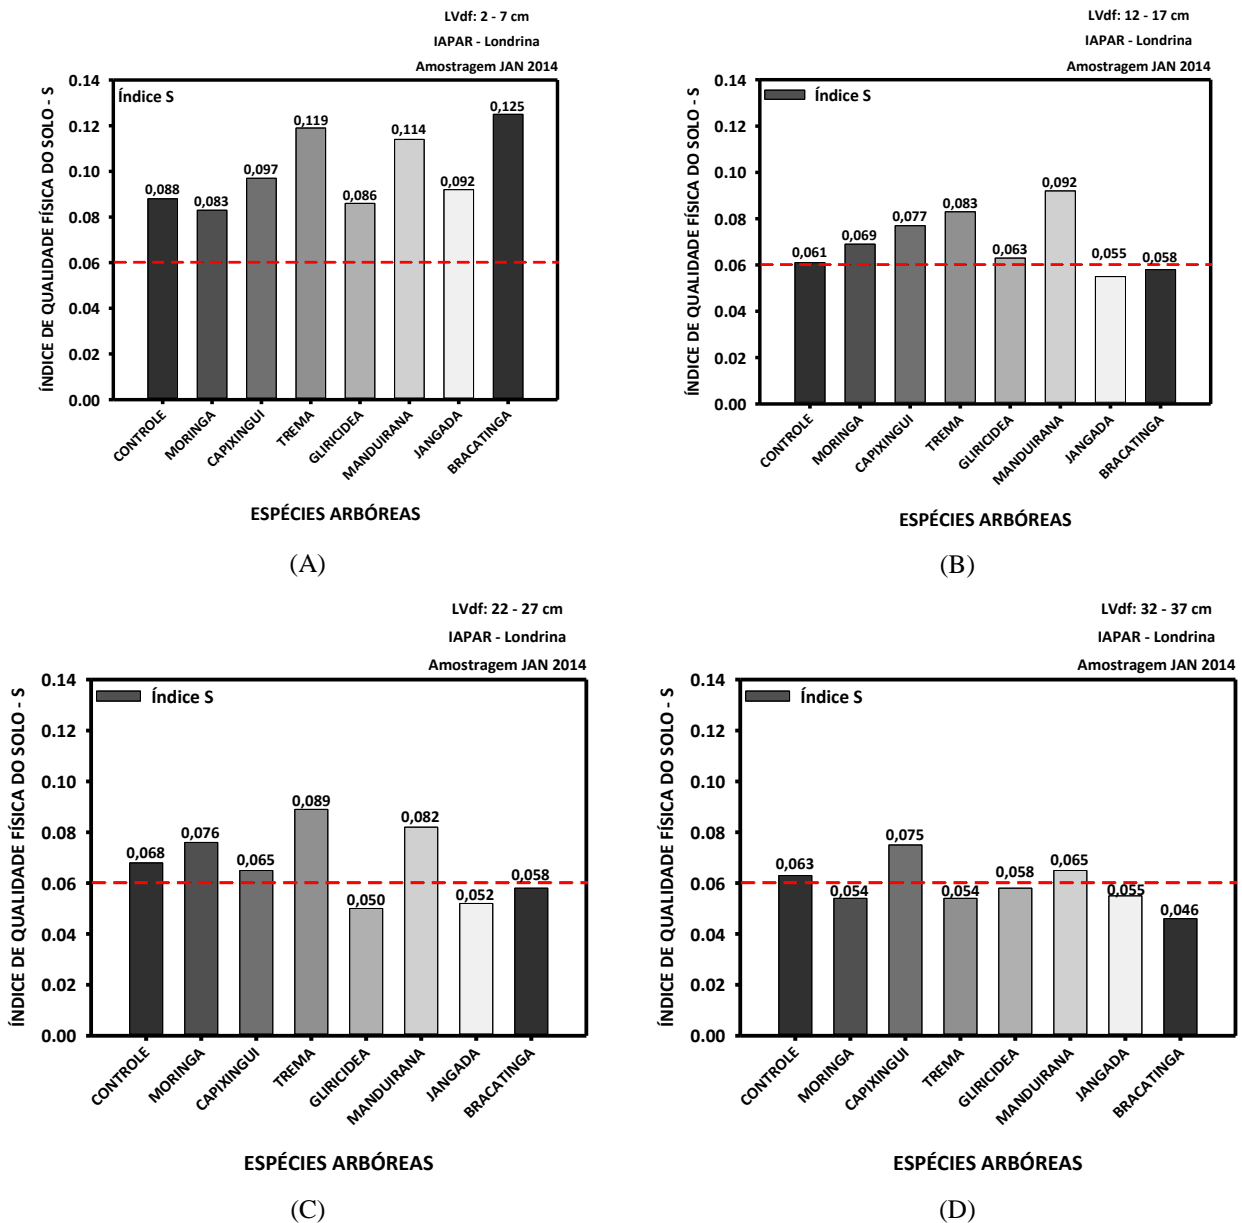 LVdf: 2 - 7 cm
IAPAR - Londrina
Amostragem JAN 2014
Índice S
ÍNDICE DE QUALIDADE FÍSICA DO SOLO - S
0.14
0.12
0.10
0.08
0.06
0.04
0.02
0.00
0,088
0,083
0,097
0,119
0,086
0,114
0,092
0,125
CONTROLE
MORINGA
CAPIXINGUI
TREMA
GLIRICIDEA
MANDUIRANA
JANGADA
BRACATINGA
ESPÉCIES ARBÓREAS
(A)
LVdf: 12 - 17 cm
IAPAR - Londrina
Amostragem JAN 2014
Índice S
ÍNDICE DE QUALIDADE FÍSICA DO SOLO - S
0.14
0.12
0.10
0.08
0.06
0.04
0.02
0.00
0,061
0,069
0,077
0,083
0,063
0,092
0,055
0,058
CONTROLE
MORINGA
CAPIXINGUI
TREMA
GLIRICIDEA
MANDUIRANA
JANGADA
BRACATINGA
ESPÉCIES ARBÓREAS
(B)
LVdf: 22 - 27 cm
IAPAR - Londrina
Amostragem JAN 2014
Índice S
ÍNDICE DE QUALIDADE FÍSICA DO SOLO - S
0.14
0.12
0.10
0.08
0.06
0.04
0.02
0.00
0,068
0,076
0,065
0,089
0,050
0,082
0,052
0,058
CONTROLE
MORINGA
CAPIXINGUI
TREMA
GLIRICIDEA
MANDUIRANA
JANGADA
BRACATINGA
ESPÉCIES ARBÓREAS
(C)
LVdf: 32 - 37 cm
IAPAR - Londrina
Amostragem JAN 2014
Índice S
ÍNDICE DE QUALIDADE FÍSICA DO SOLO - S
0.14
0.12
0.10
0.08
0.06
0.04
0.02
0.00
0,063
0,054
0,075
0,054
0,058
0,065
0,055
0,046
CONTROLE
MORINGA
CAPIXINGUI
TREMA
GLIRICIDEA
MANDUIRANA
JANGADA
BRACATINGA
ESPÉCIES ARBÓREAS
(D)